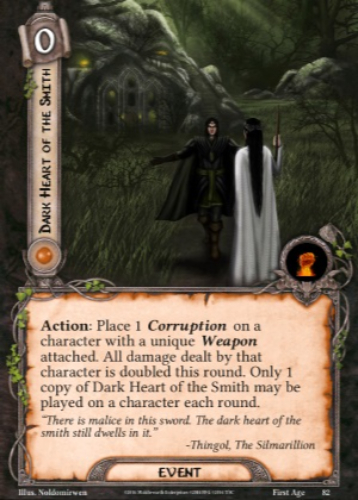 0
DARK HEART OF THE SMITH
Action: Place 1 Corruption on a
character with a unique Weapon
attached. All damage dealt by that
character is doubled this round. Only 1
copy of Dark Heart of the Smith may be
played on a character each round.
"There is malice in this sword. The dark heart of the
smith still dwells in it."
-Thingol, The Silmarillion
EVENT
Illus. Noldomirwen
First Age
82